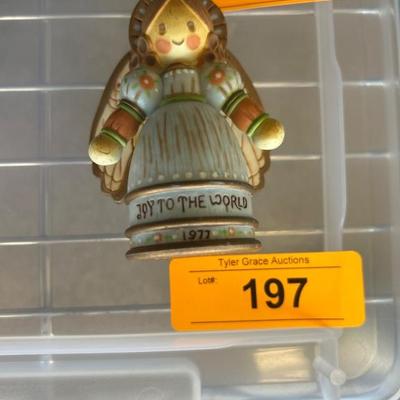 JOY TO THE WORLD
1977
Tyler Grace Auctions
Lot#:
197